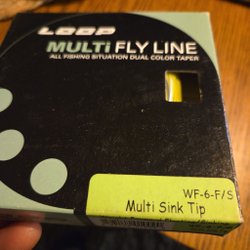 LOOP
MULTi FLY LINE
ALL FISHING SITUATION DUAL COLOR TAPER
WF-6-F/S
Multi Sink Tip